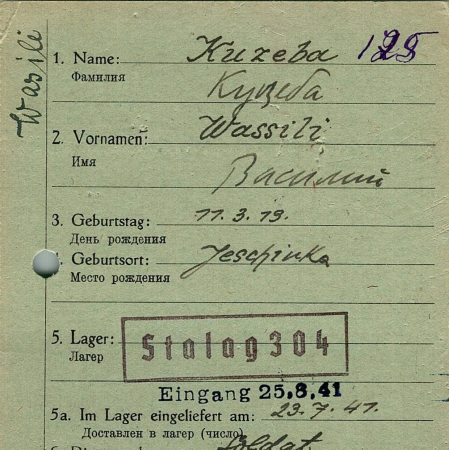 Wasili
1. Name: Kuzeba 125
Фамилия
Куцеба
2. Vornamen: Wassili
Имя
Василий
3. Geburtstag: 11.3.19.
День рождения
4. Geburtsort: Jeschinka
Место рождения
5. Lager: Stalag 304
Лагерь
Eingang 25.8.41
5a. Im Lager eingeliefert am: 23.7.41.
Доставлен в лагерь (число)
Soldat